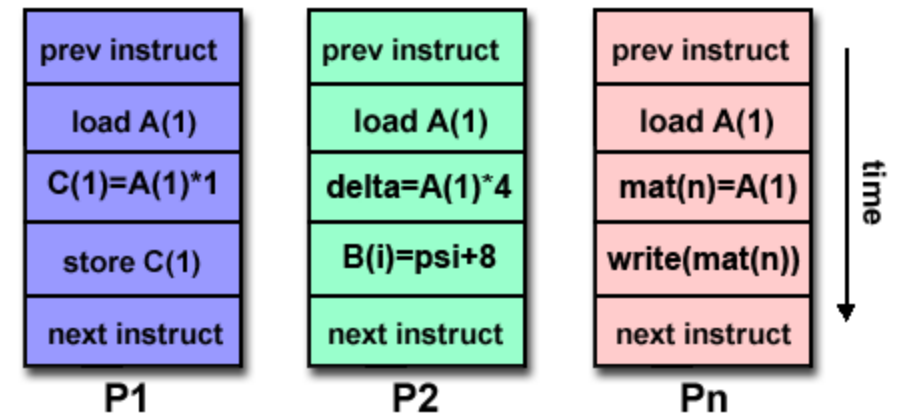 prev instruct
load A(1)
C(1)=A(1)*1
store C(1)
next instruct
P1
prev instruct
load A(1)
delta=A(1)*4
B(i)=psi+8
next instruct
P2
prev instruct
load A(1)
mat(n)=A(1)
write(mat(n))
next instruct
Pn
time